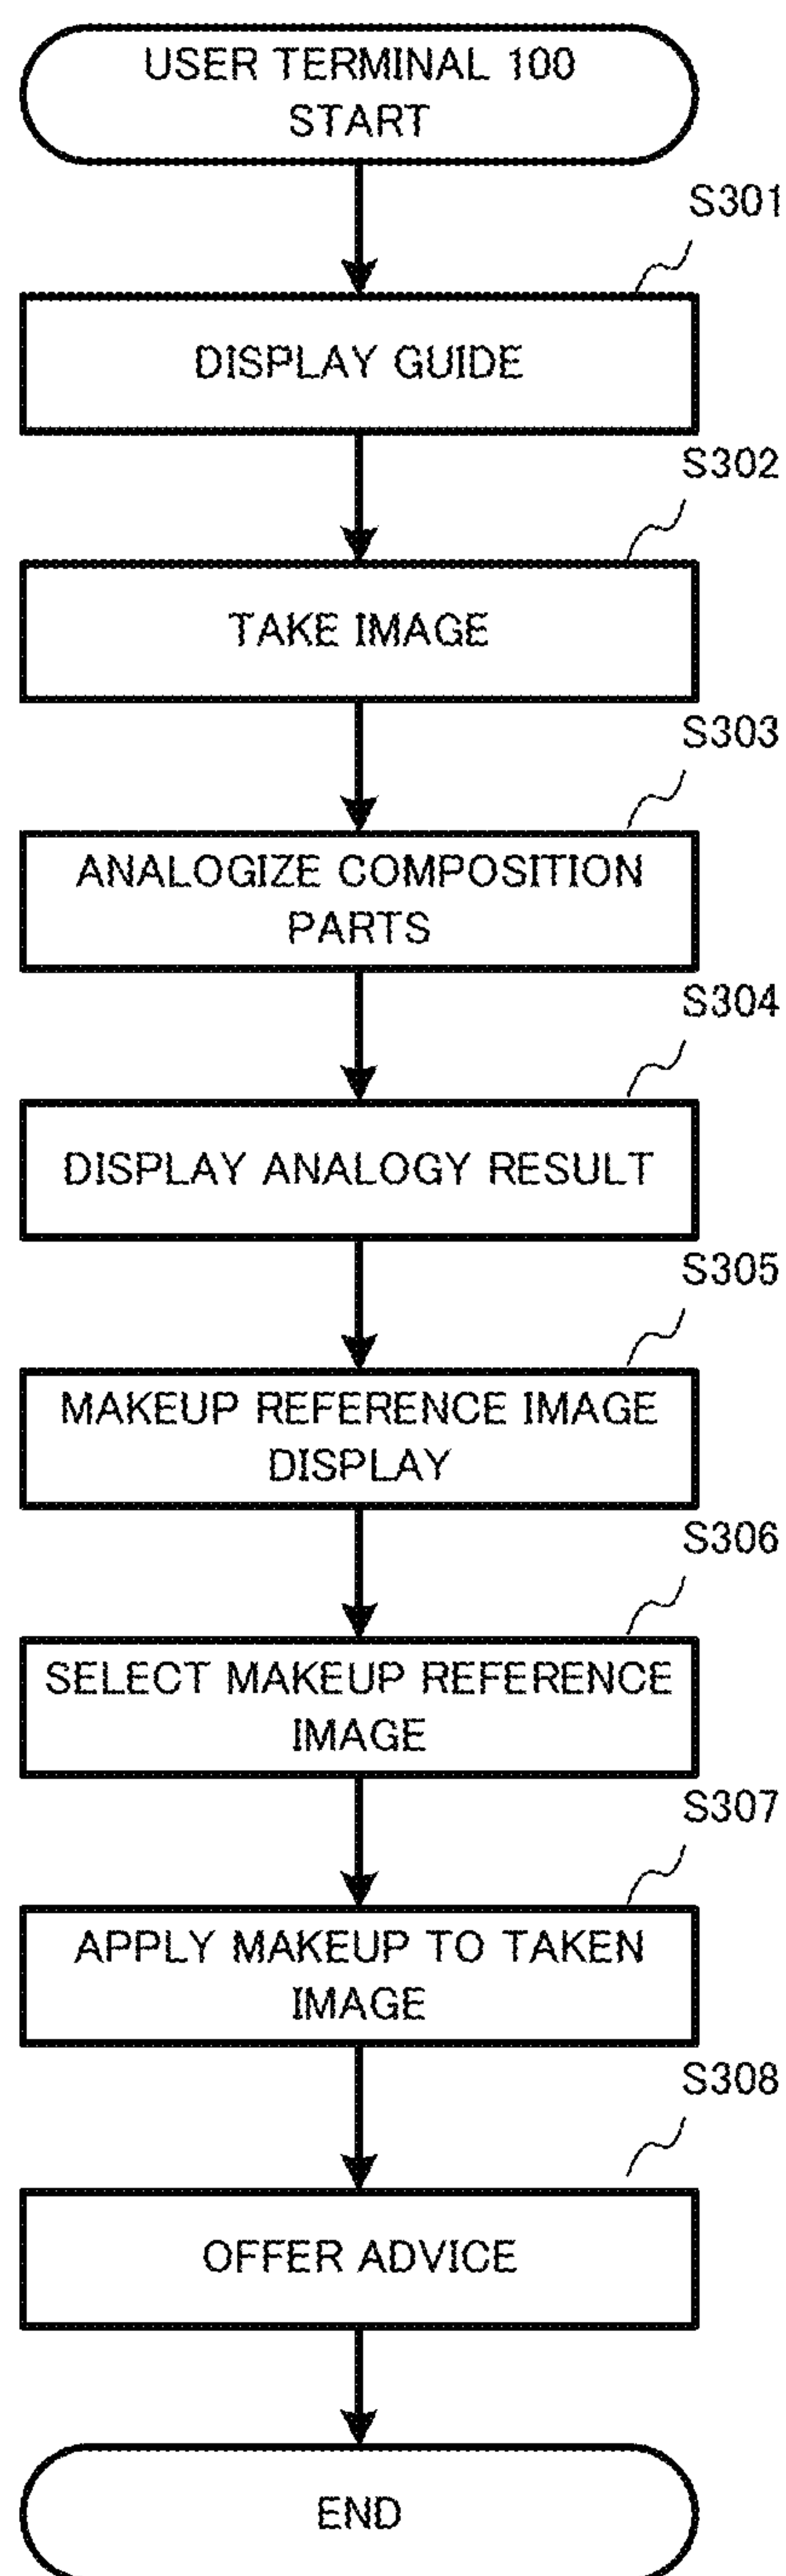 USER TERMINAL 100
START
S301
DISPLAY GUIDE
S302
TAKE IMAGE
S303
ANALOGIZE COMPOSITION
PARTS
S304
DISPLAY ANALOGY RESULT
S305
MAKEUP REFERENCE IMAGE
DISPLAY
S306
SELECT MAKEUP REFERENCE
IMAGE
S307
APPLY MAKEUP TO TAKEN
IMAGE
S308
OFFER ADVICE
END